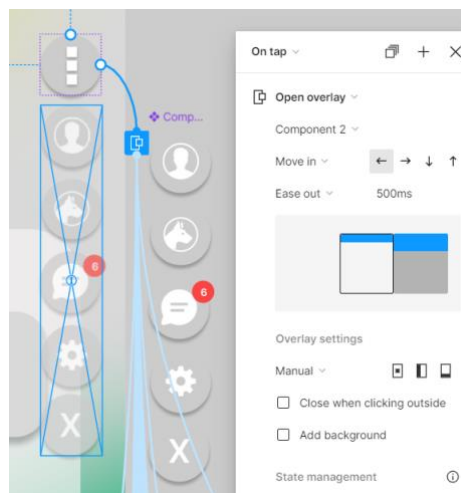 On tap
Open overlay
Comp...
Component 2
Move in
Ease out
500ms
6
6
Overlay settings
Manual
X
X
Close when clicking outside
Add background
State management